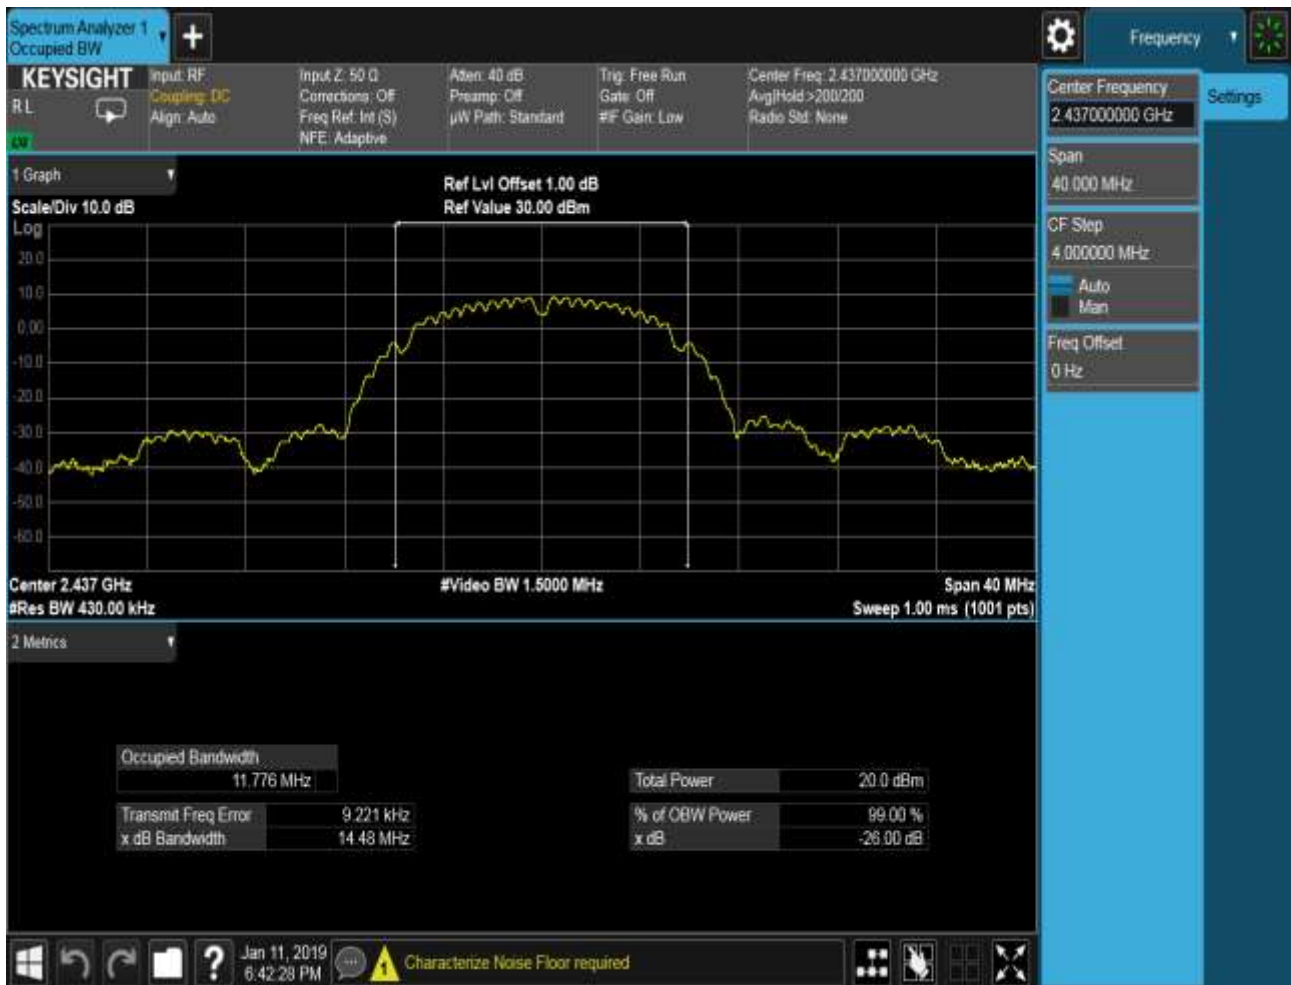 Spectrum Analyzer 1
Occupied BW
Frequency
KEYSIGHT
R L
Input: RF
Coupling: DC
Align: Auto
Input Z: 50 Ω
Corrections: Off
Freq Ref: Int (S)
NFE: Adaptive
Atten: 40 dB
Preamp: Off
µW Path: Standard
Trig: Free Run
Gate: Off
#IF Gain: Low
Center Freq: 2.437000000 GHz
Avg|Hold:>200/200
Radio Std: None
Center Frequency
2.437000000 GHz
Settings
Span
40.000 MHz
CF Step
4.000000 MHz
Auto
Man
Freq Offset
0 Hz
1 Graph
Scale/Div 10.0 dB
Ref Lvl Offset 1.00 dB
Ref Value 30.00 dBm
Log
20.0
10.0
0.00
-10.0
-20.0
-30.0
-40.0
-50.0
-60.0
Center 2.437 GHz
#Video BW 1.5000 MHz
Span 40 MHz
#Res BW 430.00 kHz
Sweep 1.00 ms (1001 pts)
2 Metrics
Occupied Bandwidth
11.776 MHz
Total Power 20.0 dBm
Transmit Freq Error 9.221 kHz
% of OBW Power 99.00 %
x dB Bandwidth 14.48 MHz
x dB -26.00 dB
?
Jan 11, 2019
6:42:28 PM
1
Characterize Noise Floor required